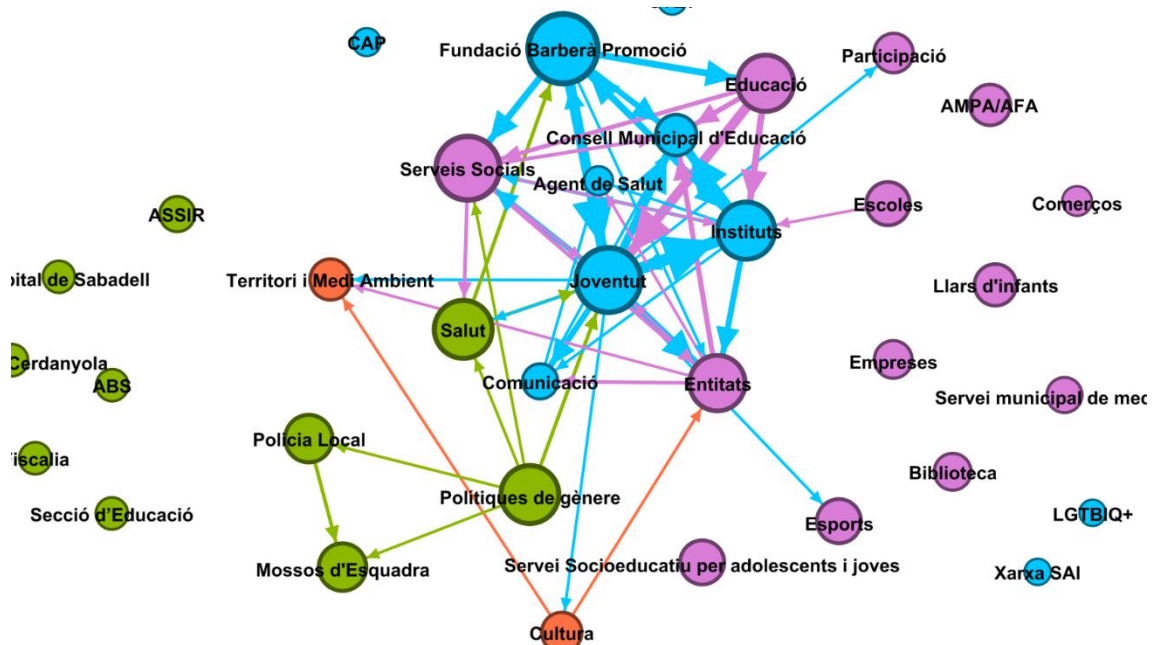 CAP
Fundació Barberà Promoció
Participació
Educació
AMPA/AFA
Consell Municipal d'Educació
Serveis Socials
Agent de Salut
Escoles
Comerços
ASSIR
Instituts
pital de Sabadell
Territori i Medi Ambient
Joventut
Llars d'infants
Salut
Cerdanyola
ABS
Comunicació
Entitats
Empreses
Servei municipal de med
Policia Local
iscalia
Biblioteca
Polítiques de gènere
Secció d'Educació
Esports
LGTBIQ+
Mossos d'Esquadra
Servei Socioeducatiu per adolescents i joves
Xarxa SAI
Cultura